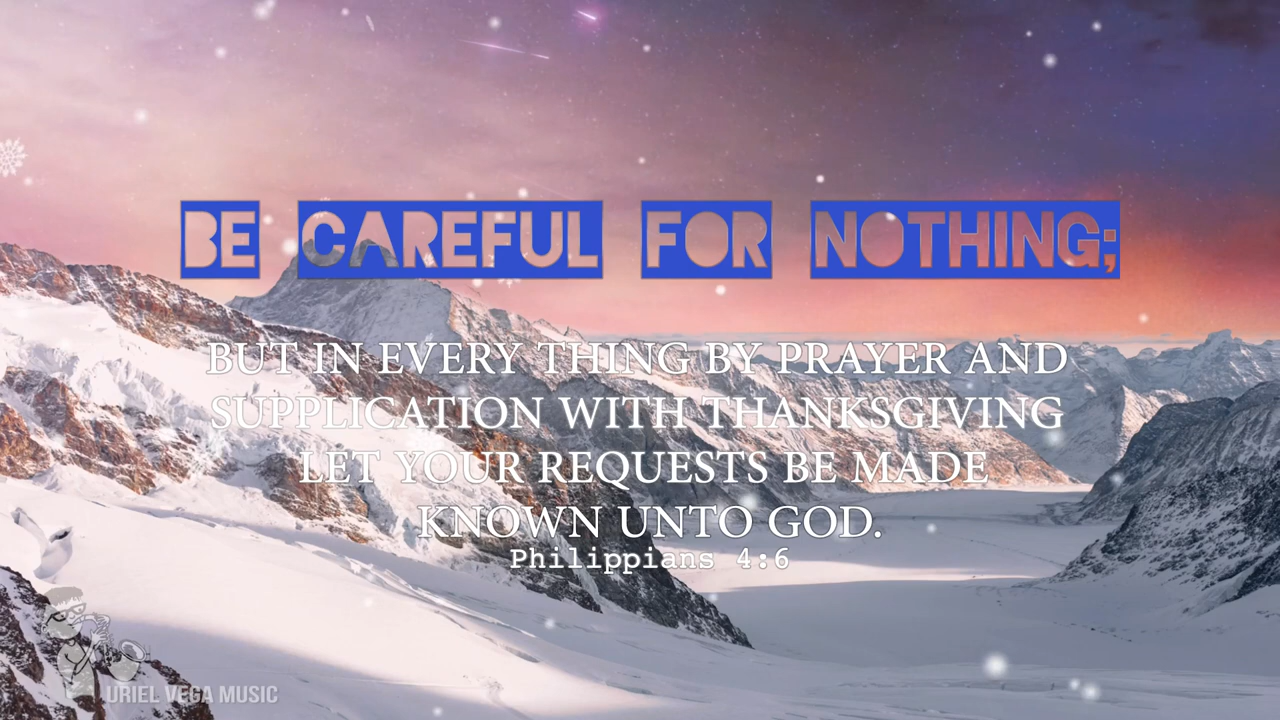 BE CAREFUL FOR NOTHING;
BUT IN EVERY THING BY PRAYER AND
SUPPLICATION WITH THANKSGIVING
LET YOUR REQUESTS BE MADE
KNOWN UNTO GOD.
Philippians 4:6
URIEL VEGA MUSIC